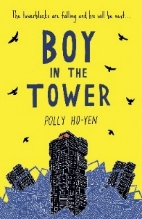 The towerblocks are falling and his will be next...
BOY
IN THE
TOWER
POLLY HO-YEN